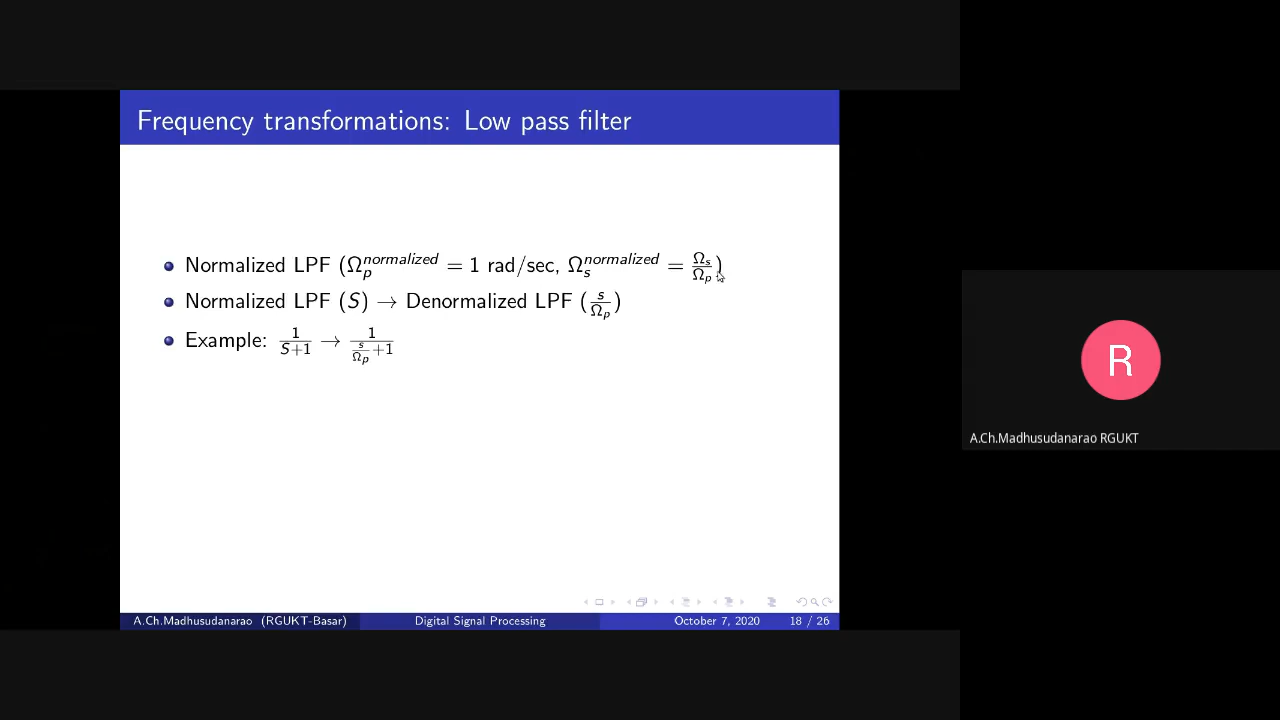 Frequency transformations: Low pass filter
Normalized LPF (Ω_p^normalized = 1 rad/sec, Ω_s^normalized = Ω_s/Ω_p)
Normalized LPF (S) → Denormalized LPF (s/Ω_p)
Example: 1/(S+1) → 1/(s/Ω_p+1)
R
A.Ch.Madhusudanarao RGUKT
A.Ch.Madhusudanarao (RGUKT-Basar) Digital Signal Processing October 7, 2020 18 / 26